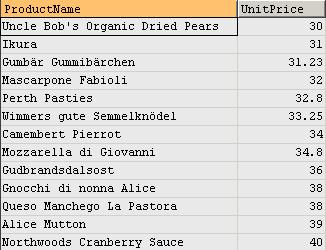 ProductName UnitPrice
Uncle Bob's Organic Dried Pears 30
Ikura 31
Gumbär Gummibärchen 31.23
Mascarpone Fabioli 32
Perth Pasties 32.8
Wimmers gute Semmelknödel 33.25
Camembert Pierrot 34
Mozzarella di Giovanni 34.8
Gudbrandsdalsost 36
Gnocchi di nonna Alice 38
Queso Manchego La Pastora 38
Alice Mutton 39
Northwoods Cranberry Sauce 40